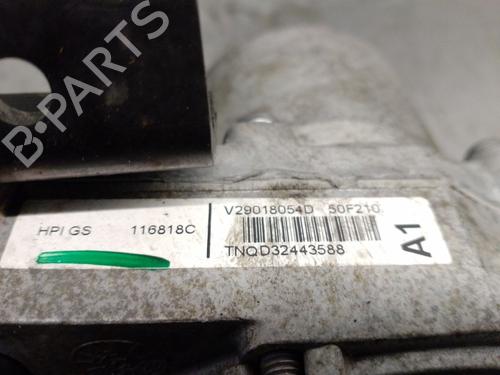 B-PARTS
HPI GS 116818C
V29018054D 50F210
TNQD32443588
A1